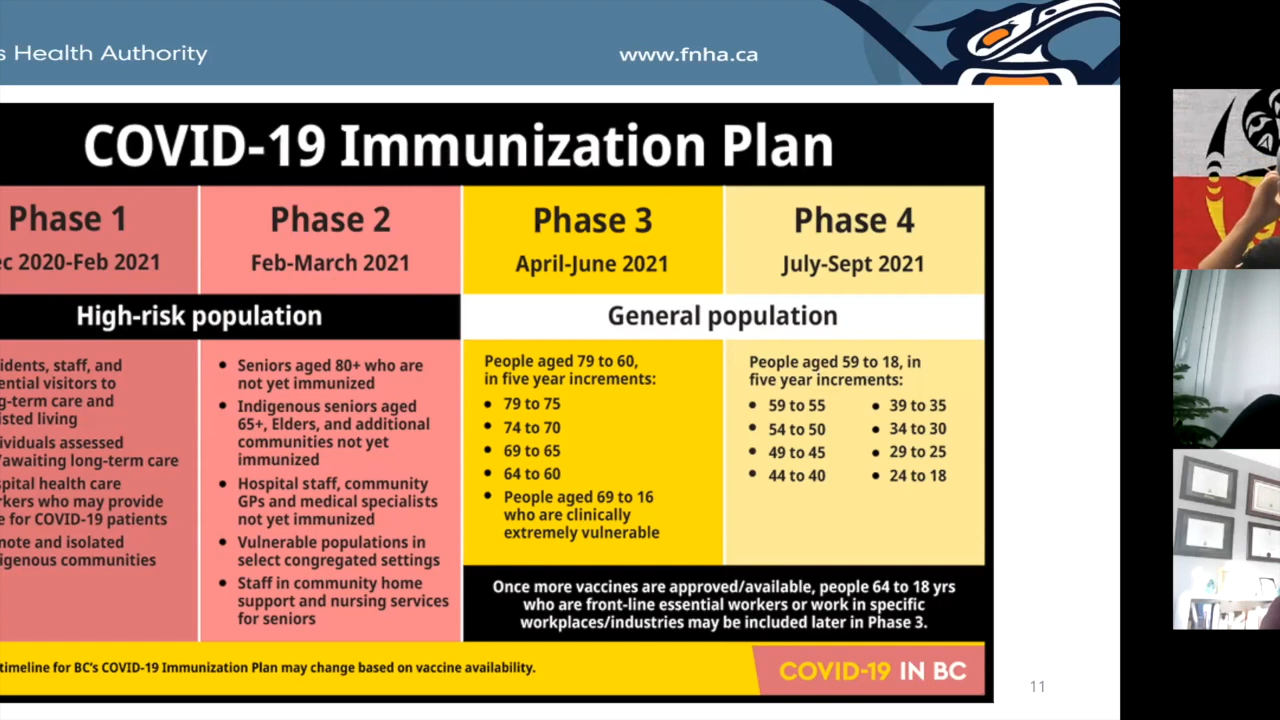 s Health Authority
www.fnha.ca
COVID-19 Immunization Plan
Phase 1
ec 2020-Feb 2021
Phase 2
Feb-March 2021
Phase 3
April-June 2021
Phase 4
July-Sept 2021
High-risk population
General population
idents, staff, and
ential visitors to
g-term care and
isted living
ividuals assessed
/awaiting long-term care
spital health care
rkers who may provide
e for COVID-19 patients
note and isolated
igenous communities
• Seniors aged 80+ who are
not yet immunized
• Indigenous seniors aged
65+, Elders, and additional
communities not yet
immunized
• Hospital staff, community
GPs and medical specialists
not yet immunized
• Vulnerable populations in
select congregated settings
• Staff in community home
support and nursing services
for seniors
People aged 79 to 60,
in five year increments:
• 79 to 75
• 74 to 70
• 69 to 65
• 64 to 60
• People aged 69 to 16
who are clinically
extremely vulnerable
People aged 59 to 18, in
five year increments:
• 59 to 55
• 54 to 50
• 49 to 45
• 44 to 40
• 39 to 35
• 34 to 30
• 29 to 25
• 24 to 18
Once more vaccines are approved/available, people 64 to 18 yrs
who are front-line essential workers or work in specific
workplaces/industries may be included later in Phase 3.
timeline for BC's COVID-19 Immunization Plan may change based on vaccine availability.
COVID-19 IN BC
11